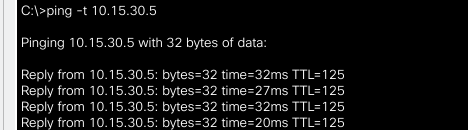 C:\>ping -t 10.15.30.5
Pinging 10.15.30.5 with 32 bytes of data:
Reply from 10.15.30.5: bytes=32 time=32ms TTL=125
Reply from 10.15.30.5: bytes=32 time=27ms TTL=125
Reply from 10.15.30.5: bytes=32 time=32ms TTL=125
Reply from 10.15.30.5: bytes=32 time=20ms TTL=125